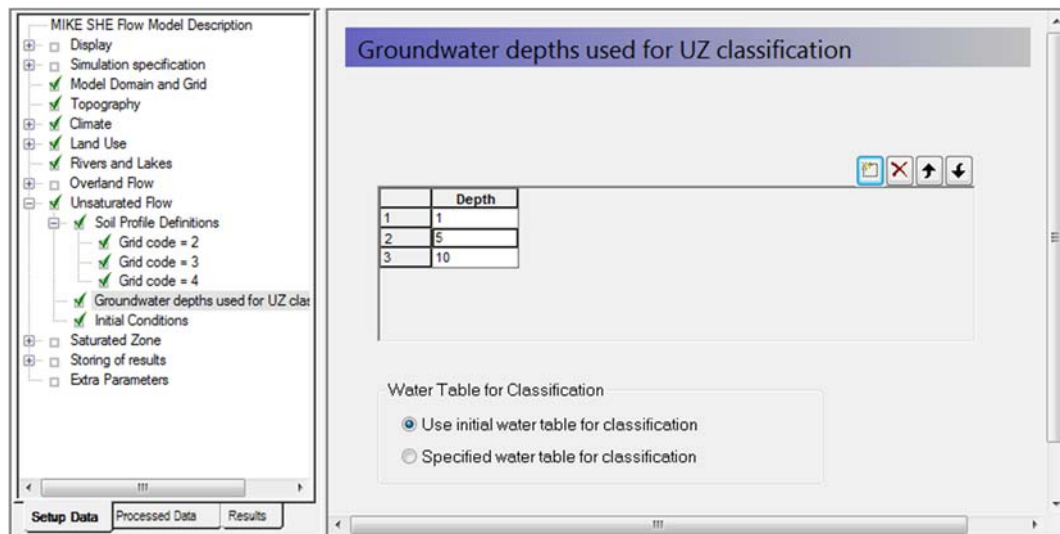 MIKE SHE Flow Model Description
Display
Simulation specification
Model Domain and Grid
Topography
Climate
Land Use
Rivers and Lakes
Overland Flow
Unsaturated Flow
Soil Profile Definitions
Grid code = 2
Grid code = 3
Grid code = 4
Groundwater depths used for UZ clas
Initial Conditions
Saturated Zone
Storing of results
Extra Parameters
Setup Data Processed Data Results
Groundwater depths used for UZ classification
Depth
1 1
2 5
3 10
Water Table for Classification
Use initial water table for classification
Specified water table for classification